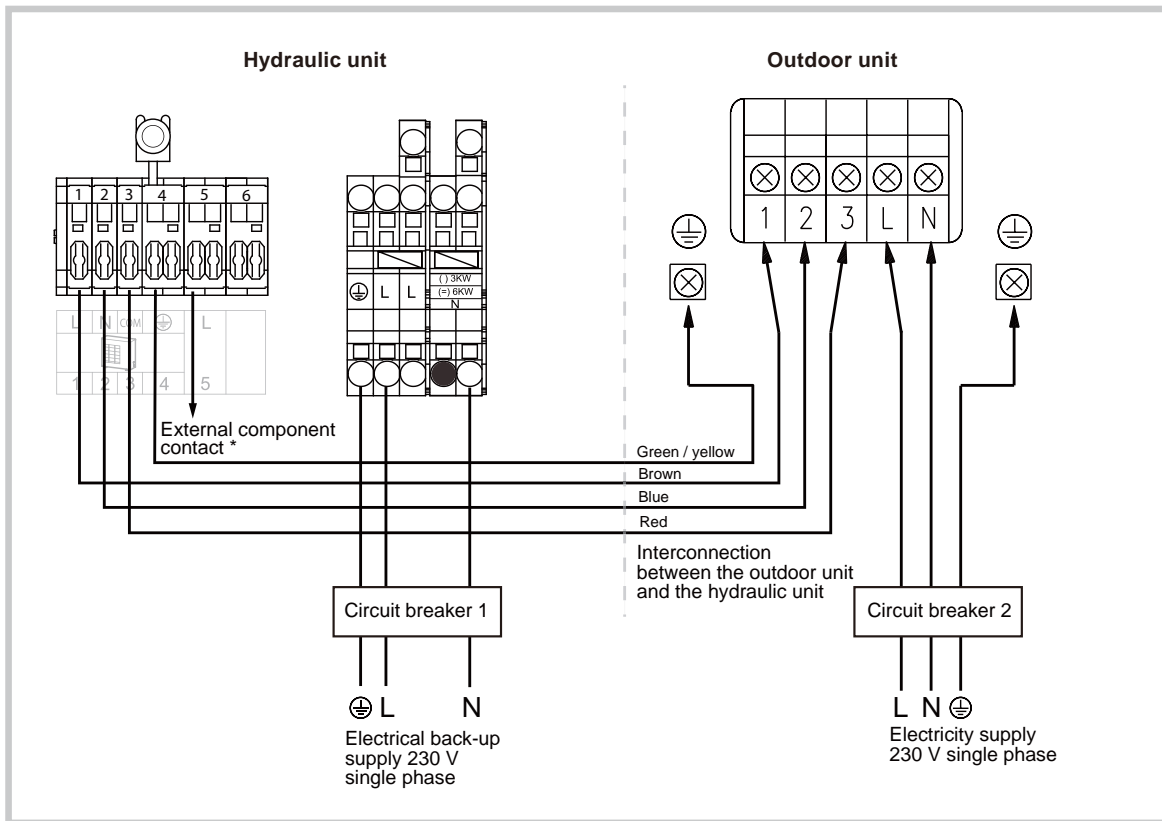 Hydraulic unit
Outdoor unit
1 2 3 4 5 6
L N COM L
1 2 3 4 5
L L
( ) 3KW
(=) 6KW
N
1 2 3 L N
External component
contact *
Green / yellow
Brown
Blue
Red
Interconnection
between the outdoor unit
and the hydraulic unit
Circuit breaker 1
Circuit breaker 2
L N
Electrical back-up
supply 230 V
single phase
L N
Electricity supply
230 V single phase